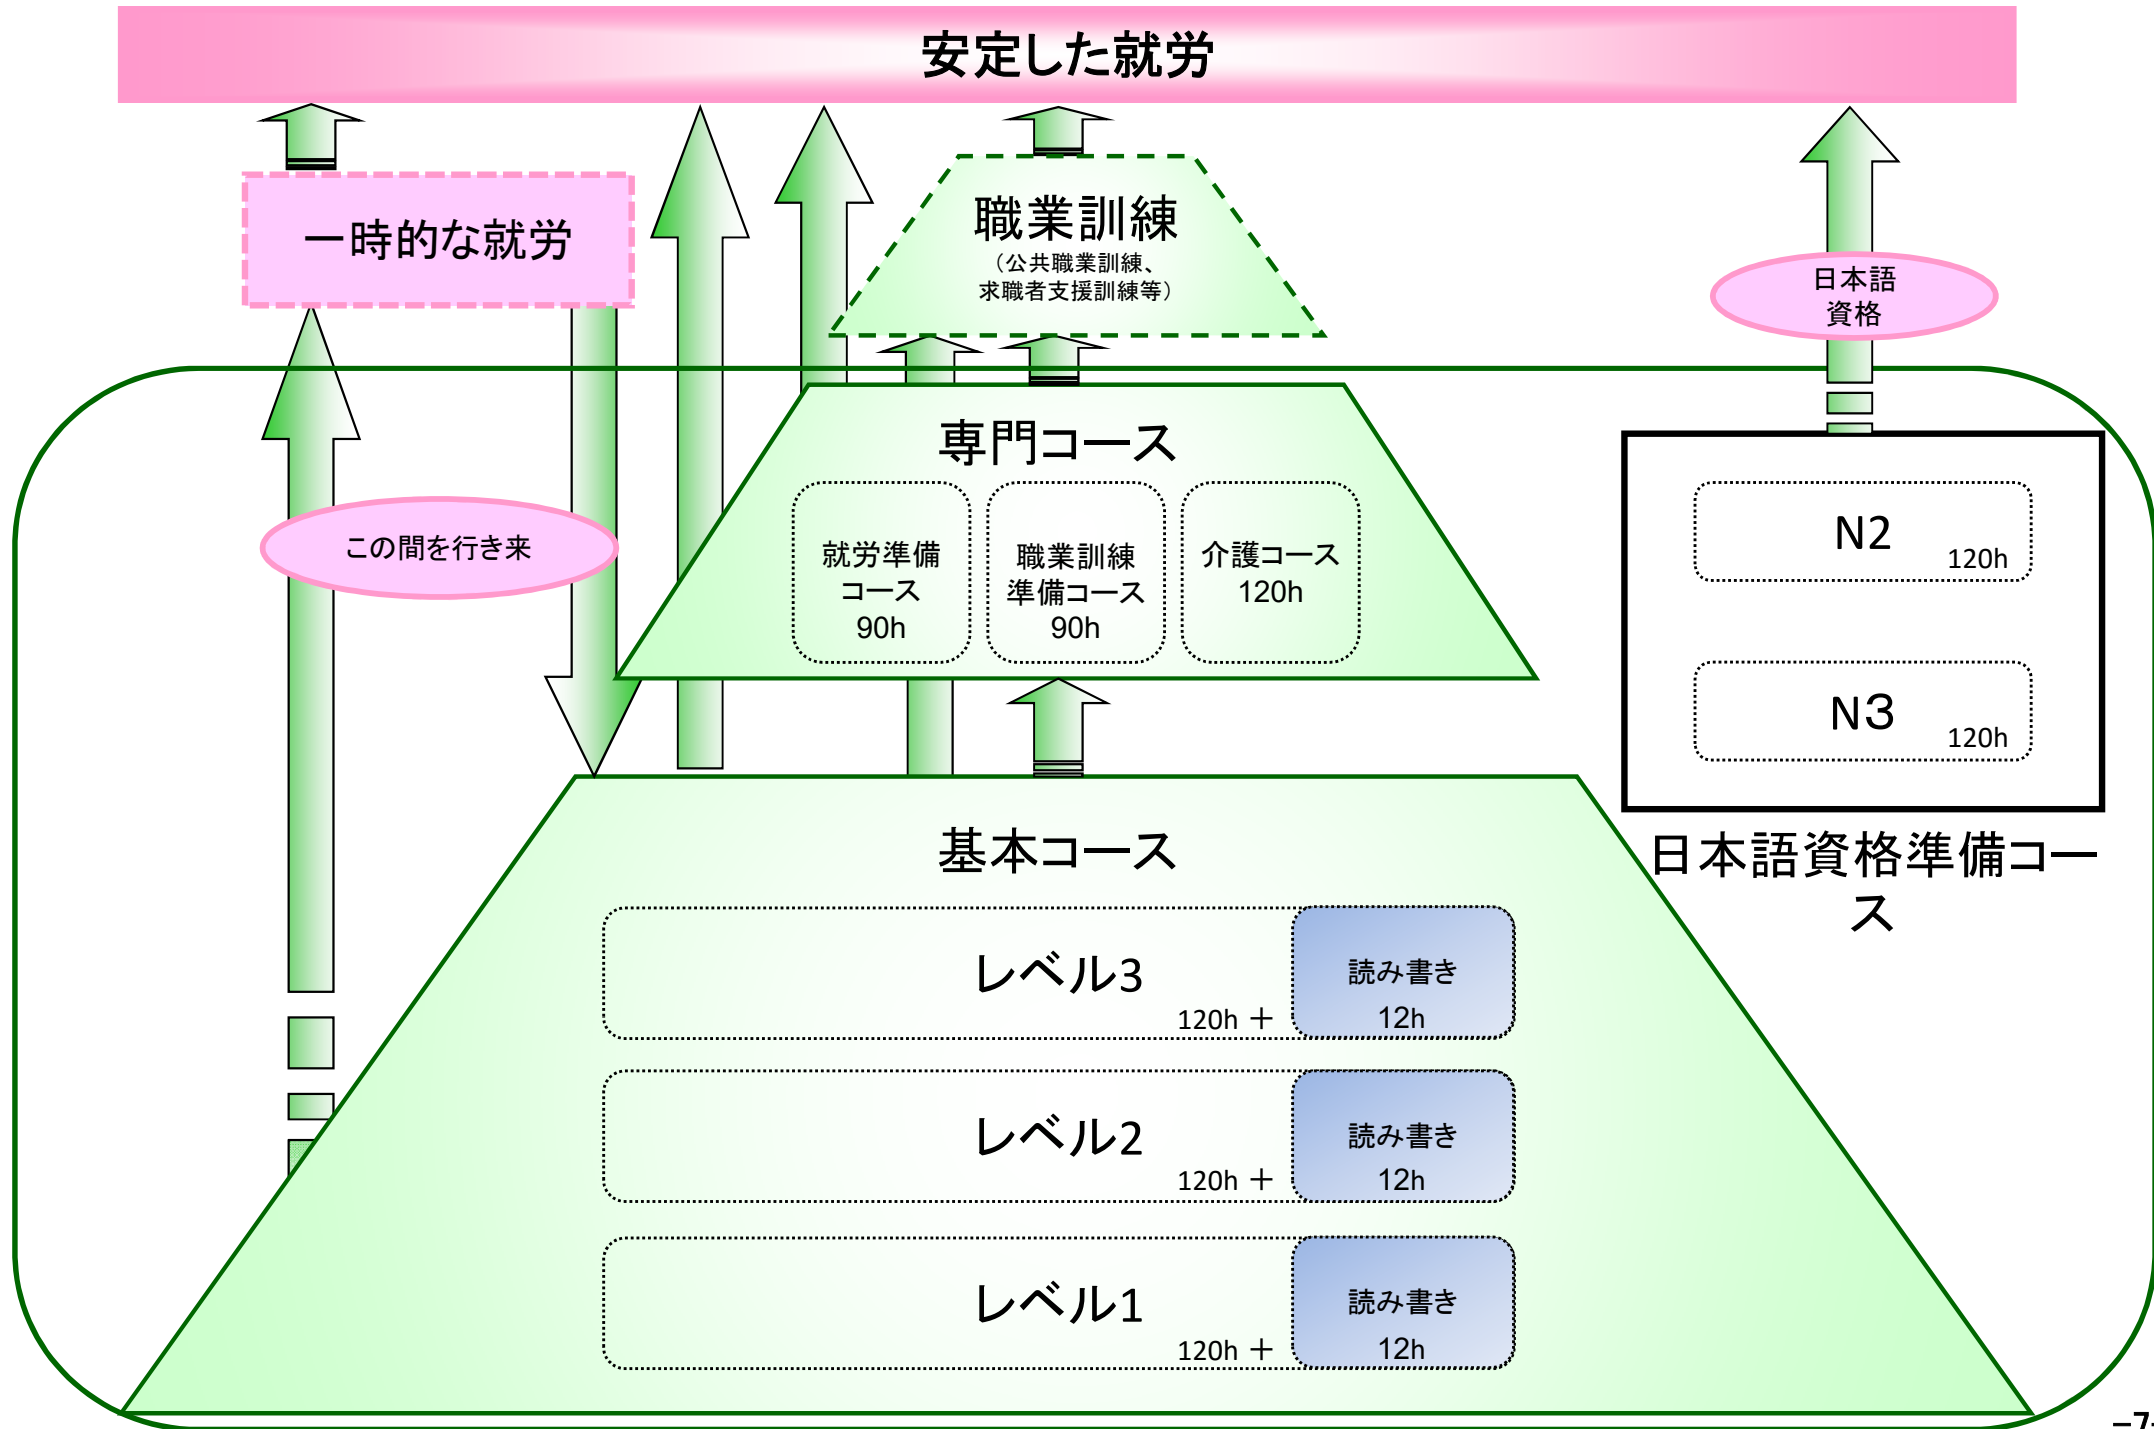 安定した就労
一時的な就労
職業訓練
（公共職業訓練、
求職者支援訓練等）
日本語
資格
この間を行き来
専門コース
就労準備
コース
90h
職業訓練
準備コース
90h
介護コース
120h
N2
120h
N3
120h
日本語資格準備コー
ス
基本コース
レベル3
120h＋
読み書き
12h
レベル2
120h＋
読み書き
12h
レベル1
120h＋
読み書き
12h
–7-